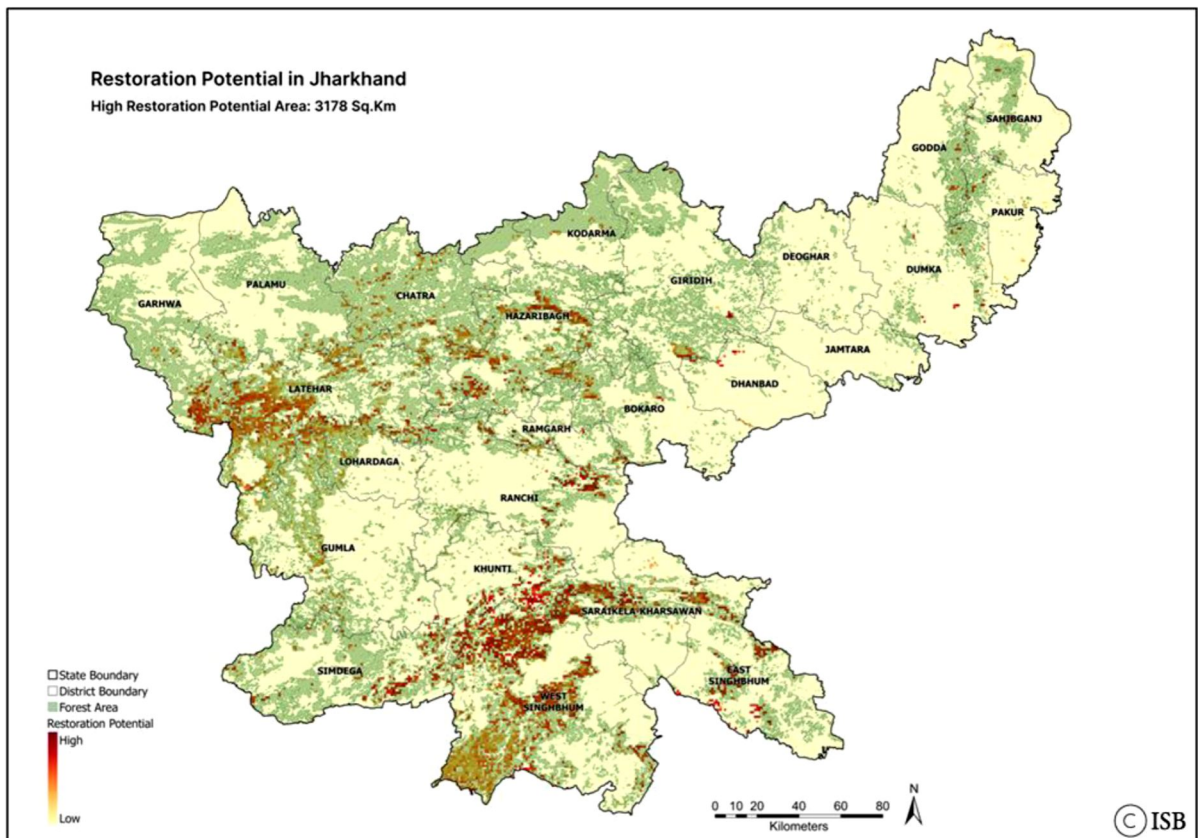 Restoration Potential in Jharkhand
High Restoration Potential Area: 3178 Sq.Km
SAHIBGANJ
GODDA
PAKUR
KODARMA
DEOGHAR
DUMKA
GIRIDIH
PALAMU
CHATRA
GARHWA
HAZARIBAGH
JAMTARA
DHANBAD
LATEHAR
BOKARO
RAMGARH
LOHARDAGA
RANCHI
GUMLA
KHUNTI
SARAIKELA-KHARSAWAN
SIMDEGA
EAST
SINGHBHUM
WEST
SINGHBHUM
State Boundary
District Boundary
Forest Area
Restoration Potential
High
Low
N
0 10 20 40 60 80
Kilometers
© ISB